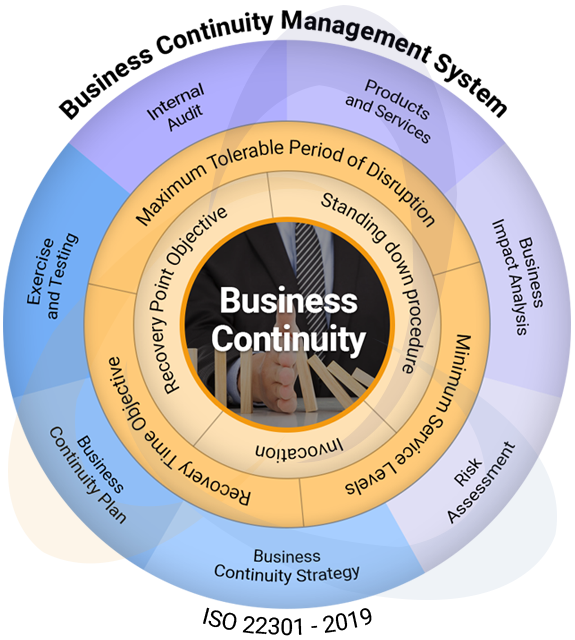 Business Continuity Management System
Internal
Audit
Products
and Services
Business
Impact Analysis
Risk
Assessment
Business
Continuity Strategy
Business
Continuity Plan
Exercise
and Testing
Maximum Tolerable Period of Disruption
Minimum Service Levels
Recovery Time Objective
Recovery Point Objective
Standing down procedure
Invocation
Business
Continuity
ISO 22301 - 2019